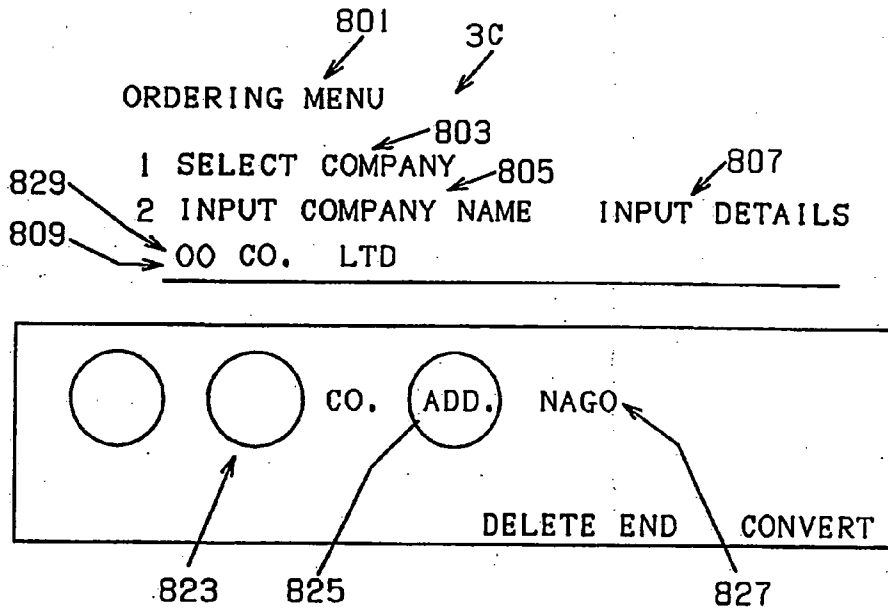 801
3C
ORDERING MENU
803
1 SELECT COMPANY
805
807
829
2 INPUT COMPANY NAME INPUT DETAILS
809
OO CO. LTD
CO. ADD. NAGO
DELETE END CONVERT
823
825
827